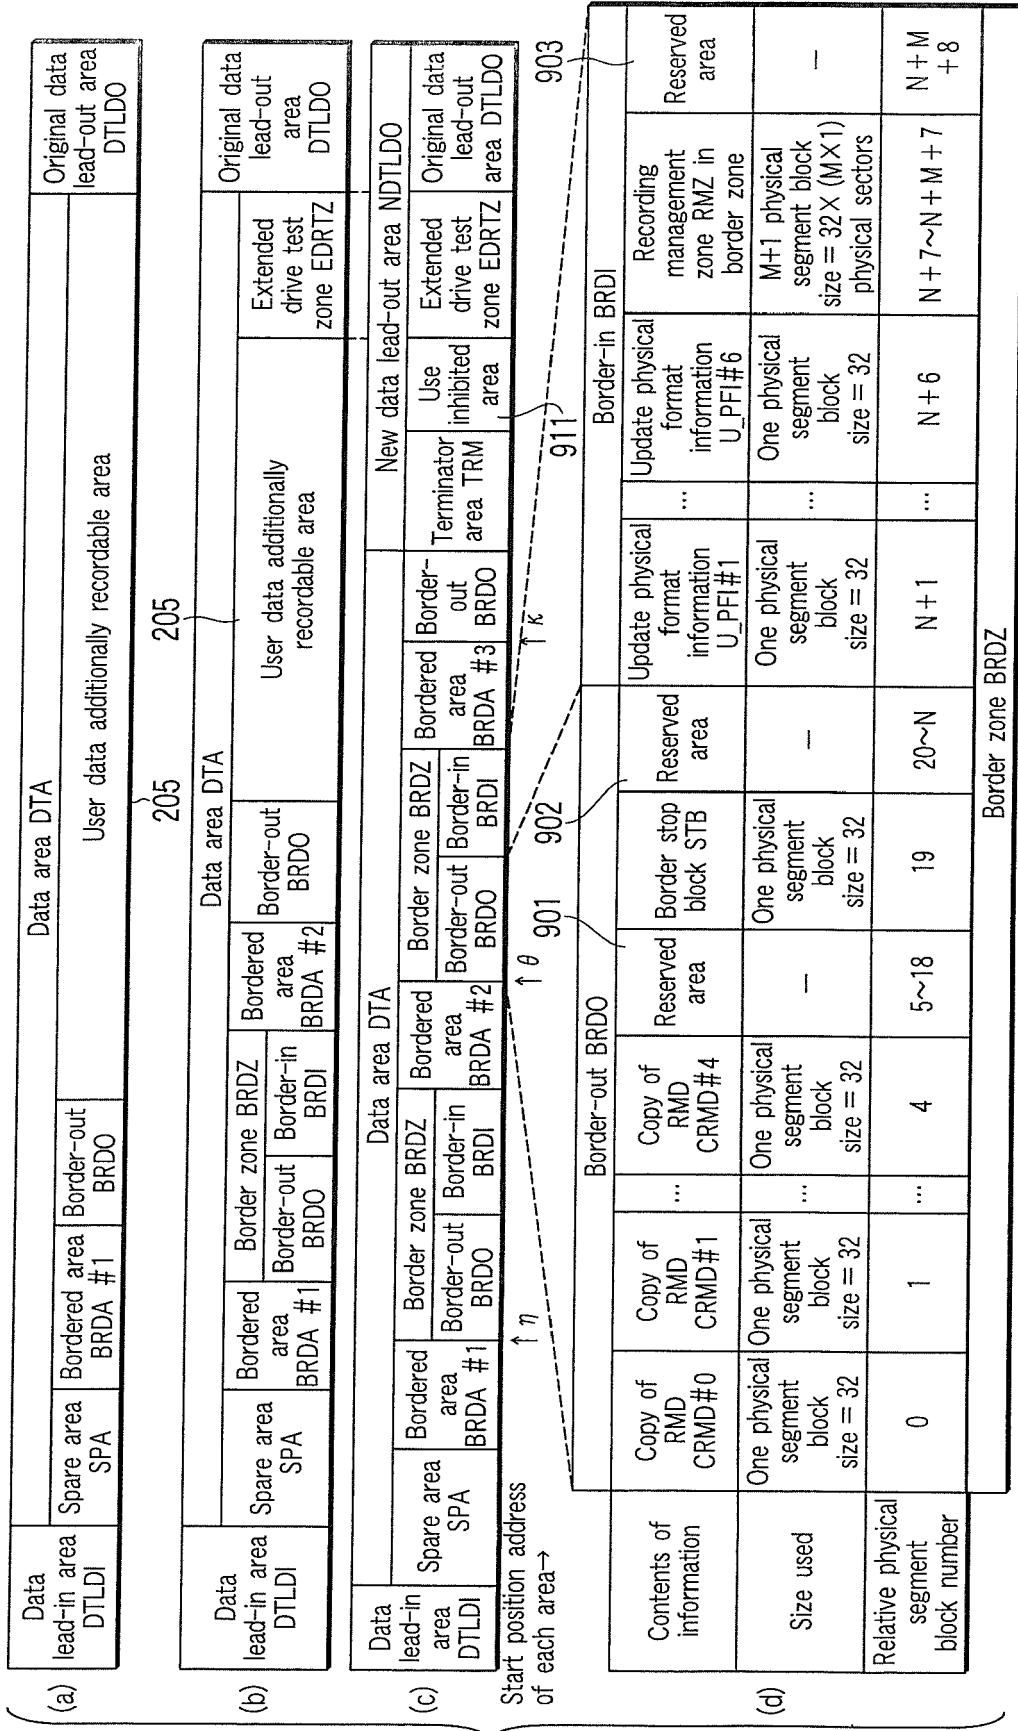 (a)
Data
lead-in area
DTLDI
Data area DTA
Spare area
SPA
Bordered area
BRDA #1
Border-out
BRDO
User data additionally recordable area
205
Original data
lead-out area
DTLDO
(b)
Data
lead-in area
DTLDI
Data area DTA
Spare area
SPA
Bordered
area
BRDA #1
Border zone BRDZ
Border-out
BRDO
Border-in
BRDI
Bordered
area
BRDA #2
Border-out
BRDO
User data additionally
recordable area
205
Extended
drive test
zone EDRTZ
Original data
lead-out
area
DTLDO
(c)
Data
lead-in
area
DTLDI
Data area DTA
New data lead-out area NDTLDO
Spare area
SPA
Bordered
area
BRDA #1
Border zone BRDZ
Border-out
BRDO
Border-in
BRDI
Bordered
area
BRDA #2
Border zone BRDZ
Border-out
BRDO
Border-in
BRDI
Bordered
area
BRDA #3
Border-
out
BRDO
Terminator
area TRM
Use
inhibited
area
911
Extended
drive test
zone EDRTZ
Original data
lead-out
area DTLDO
Start position address
of each area→
↑ η
↑ θ
↑ κ
901
902
903
(d)
Border-out BRDO
Border-in BRDI
Contents of
information
Copy of
RMD
CRMD#0
Copy of
RMD
CRMD#1
...
Copy of
RMD
CRMD#4
Reserved
area
Border stop
block STB
Reserved
area
Update physical
format
information
U_PFI#1
...
Update physical
format
information
U_PFI#6
Recording
management
zone RMZ in
border zone
Reserved
area
Size used
One physical
segment
block
size = 32
One physical
segment
block
size = 32
...
One physical
segment
block
size = 32
—
One physical
segment
block
size = 32
—
One physical
segment
block
size = 32
...
One physical
segment
block
size = 32
M+1 physical
segment block
size = 32× (M×1)
physical sectors
—
Relative physical
segment
block number
0
1
...
4
5~18
19
20~N
N + 1
...
N + 6
N + 7~N + M + 7
N + M
+ 8
Border zone BRDZ